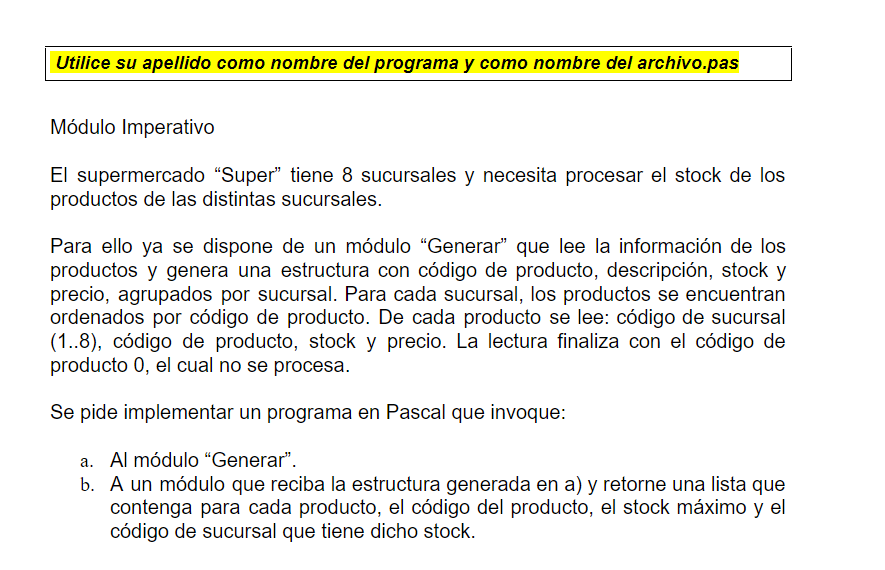 Utilice su apellido como nombre del programa y como nombre del archivo.pas
Módulo Imperativo
El supermercado “Super” tiene 8 sucursales y necesita procesar el stock de los
productos de las distintas sucursales.
Para ello ya se dispone de un módulo “Generar” que lee la información de los
productos y genera una estructura con código de producto, descripción, stock y
precio, agrupados por sucursal. Para cada sucursal, los productos se encuentran
ordenados por código de producto. De cada producto se lee: código de sucursal
(1..8), código de producto, stock y precio. La lectura finaliza con el código de
producto 0, el cual no se procesa.
Se pide implementar un programa en Pascal que invoque:
a. Al módulo “Generar”.
b. A un módulo que reciba la estructura generada en a) y retorne una lista que
contenga para cada producto, el código del producto, el stock máximo y el
código de sucursal que tiene dicho stock.